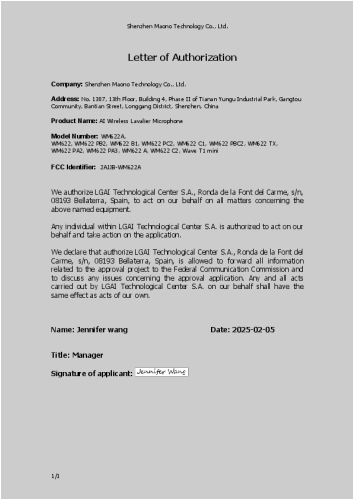 Shenzhen Maono Technology Co., Ltd.
Letter of Authorization
Company: Shenzhen Maono Technology Co., Ltd.
Address: No. 1307, 13th Floor, Building 4, Phase II of Tianan Yungu Industrial Park, Gangtou
Community, Bantian Street, Longgang District, Shenzhen, China
Product Name: AI Wireless Lavalier Microphone
Model Number: WM622A,
WM622, WM622 PB2, WM622 B1, WM622 PC2, WM622 C1, WM622 PBC2, WM622 TX,
WM622 PA2, WM622 PA3, WM622 A, WM622 C2, Wave T1 mini
FCC Identifier: 2AIJB-WM622A
We authorize LGAI Technological Center S.A., Ronda de la Font del Carme, s/n,
08193 Bellaterra, Spain, to act on our behalf on all matters concerning the
above named equipment.
Any individual within LGAI Technological Center S.A. is authorized to act on our
behalf and take action on the application.
We declare that authorize LGAI Technological Center S.A., Ronda de la Font del
Carme, s/n, 08193 Bellaterra, Spain, is allowed to forward all information
related to the approval project to the Federal Communication Commission and
to discuss any issues concerning the approval application. Any and all acts
carried out by LGAI Technological Center S.A. on our behalf shall have the
same effect as acts of our own.
Name: Jennifer wang Date: 2025-02-05
Title: Manager
Signature of applicant: Jennifer Wang
1/1